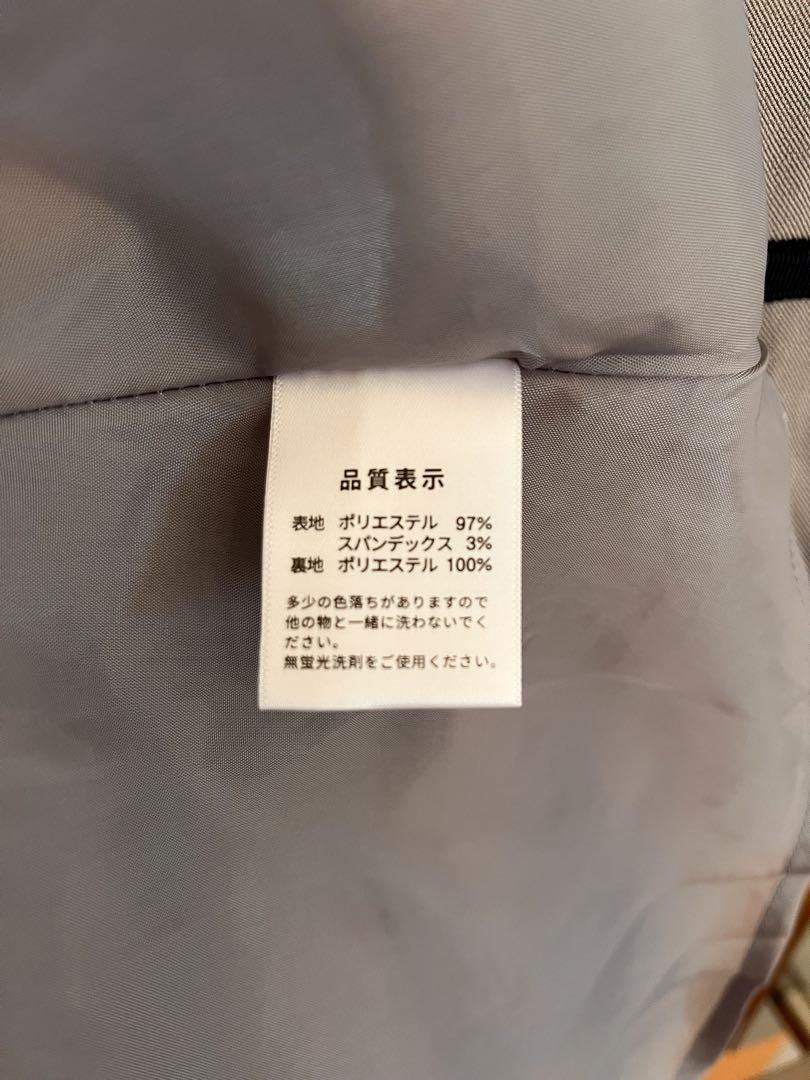 品質表示
表地 ポリエステル 97%
スパンデックス 3%
裏地 ポリエステル 100%
多少の色落ちがありますので
他の物と一緒に洗わないでく
ださい。
無蛍光洗剤をご使用ください。